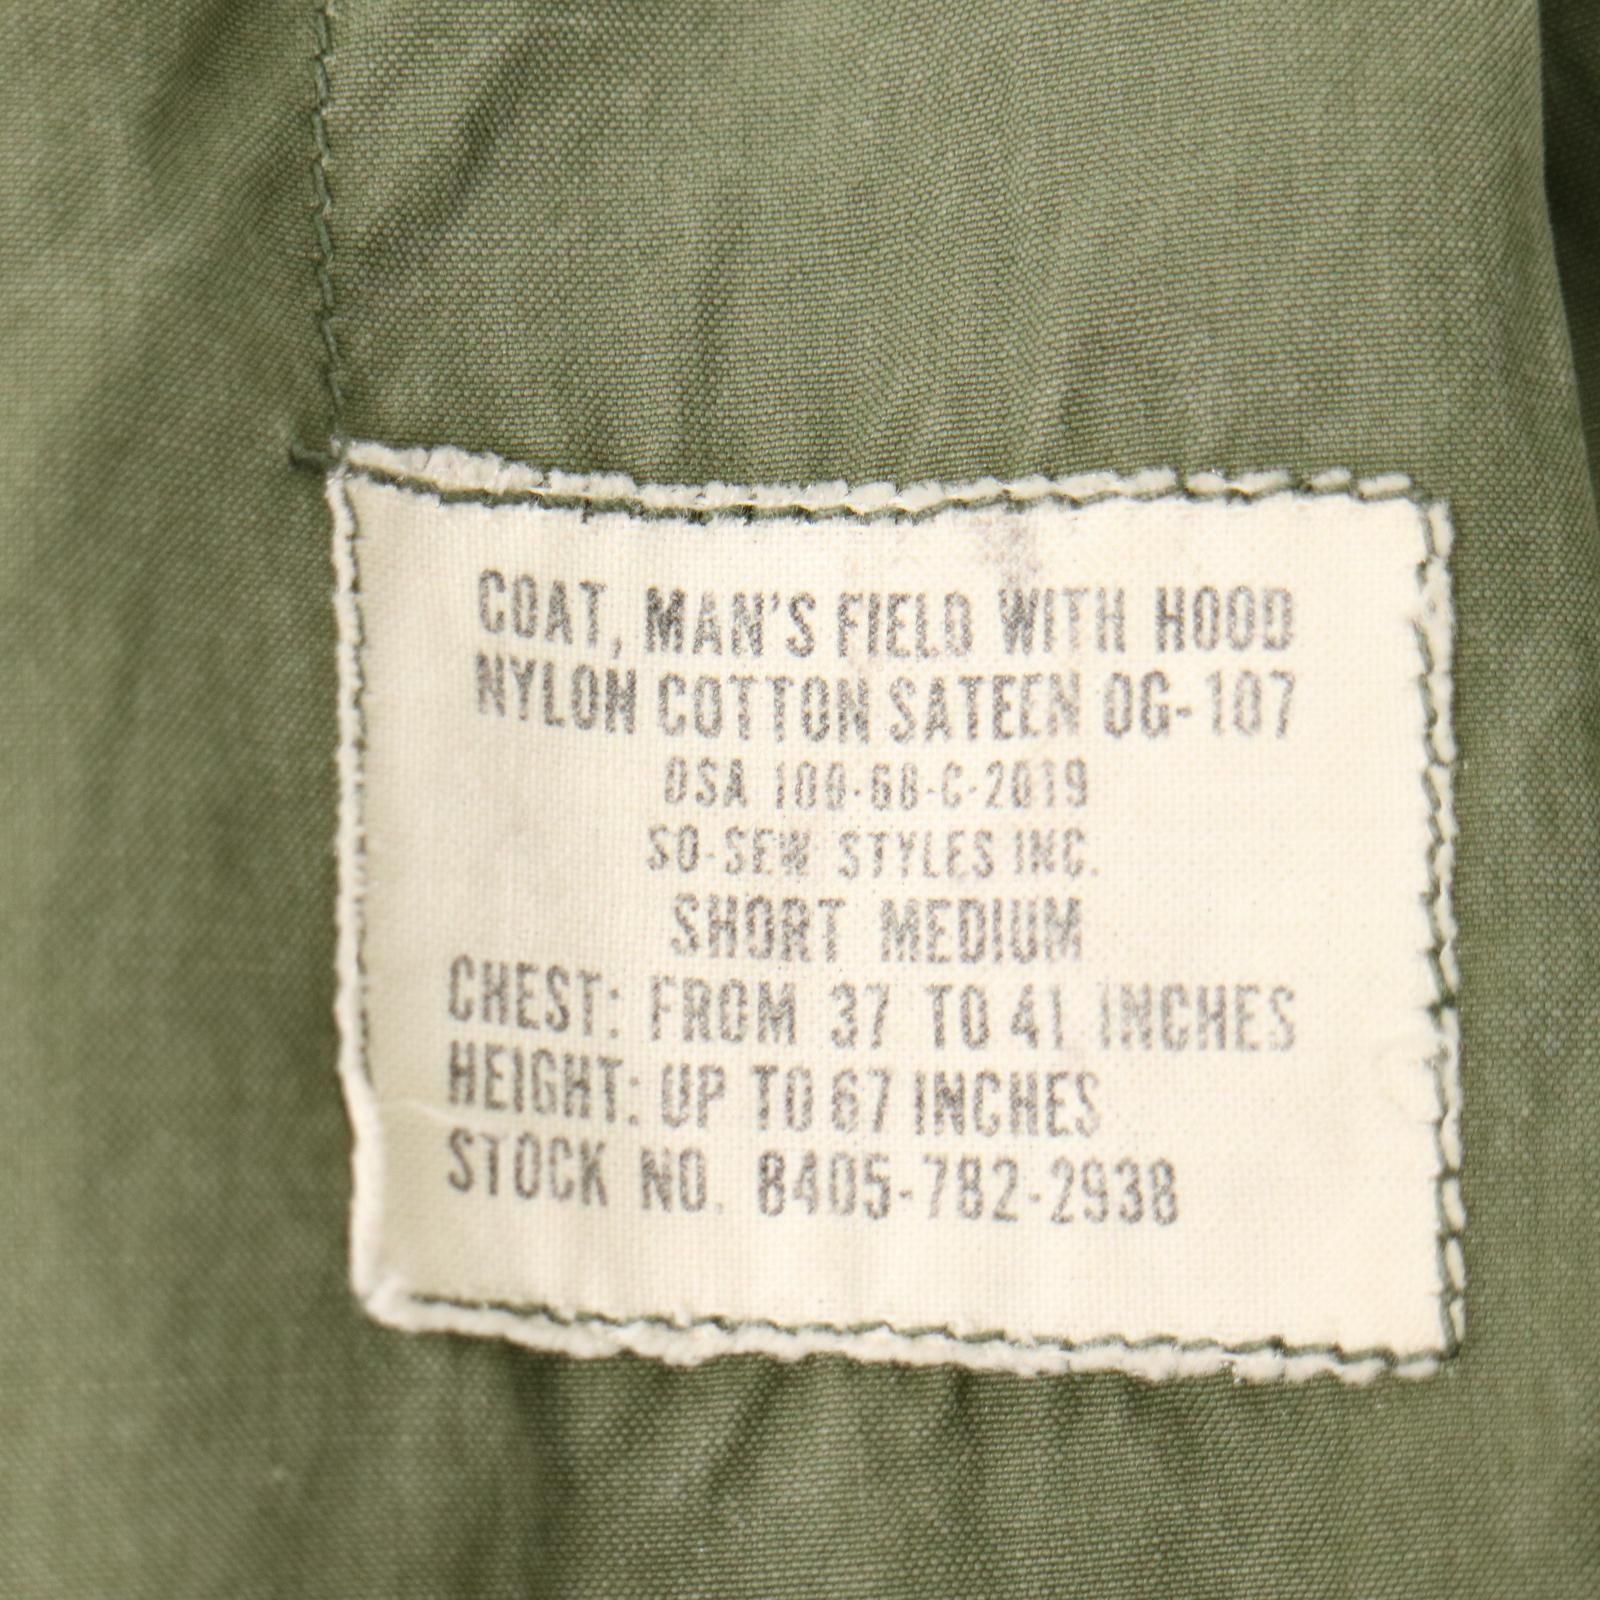 COAT, MAN'S FIELD WITH HOOD
NYLON COTTON SATEEN OG-107
DSA 100-68-C-2019
SO-SEW STYLES INC.
SHORT MEDIUM
CHEST: FROM 37 TO 41 INCHES
HEIGHT: UP TO 67 INCHES
STOCK NO. 8405-782-2938